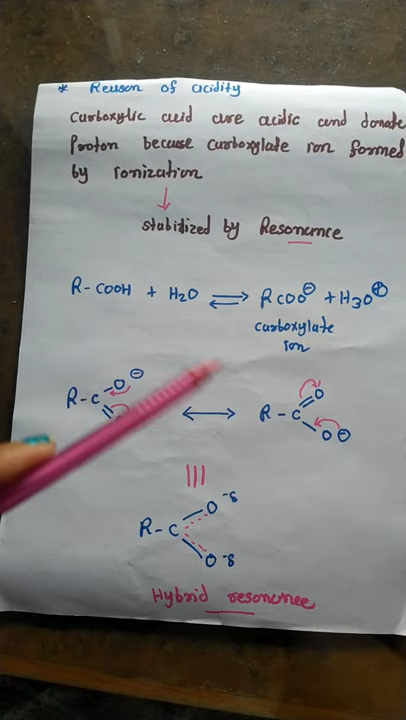 * Reason of acidity
Carboxylic acid are acidic and donate
Proton because carboxylate ion formed
by ionization
↓
stabilized by Resonance
R-COOH + H2O ⇌ RCOO⊖ + H3O⊕
carboxylate
ion
R-C-O⊖ ↔ R-C=O
O⊖
|||
R-C O-δ
O-δ
Hybrid resonance